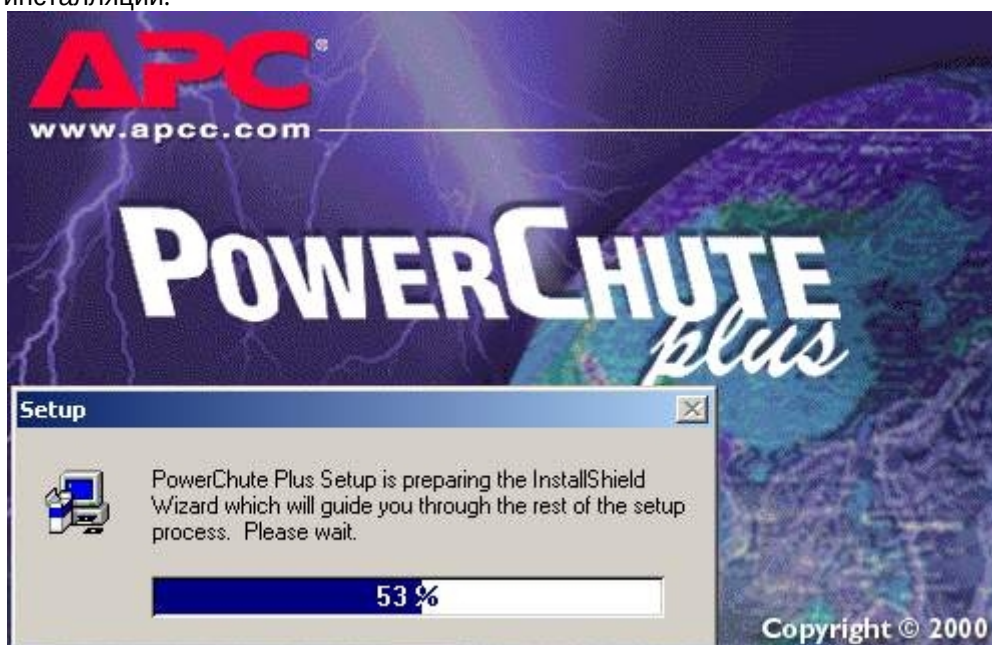 инсталляции.
APC®
www.apcc.com
POWERCHUTE
plus
Setup
PowerChute Plus Setup is preparing the InstallShield
Wizard which will guide you through the rest of the setup
process. Please wait.
53 %
Copyright © 2000